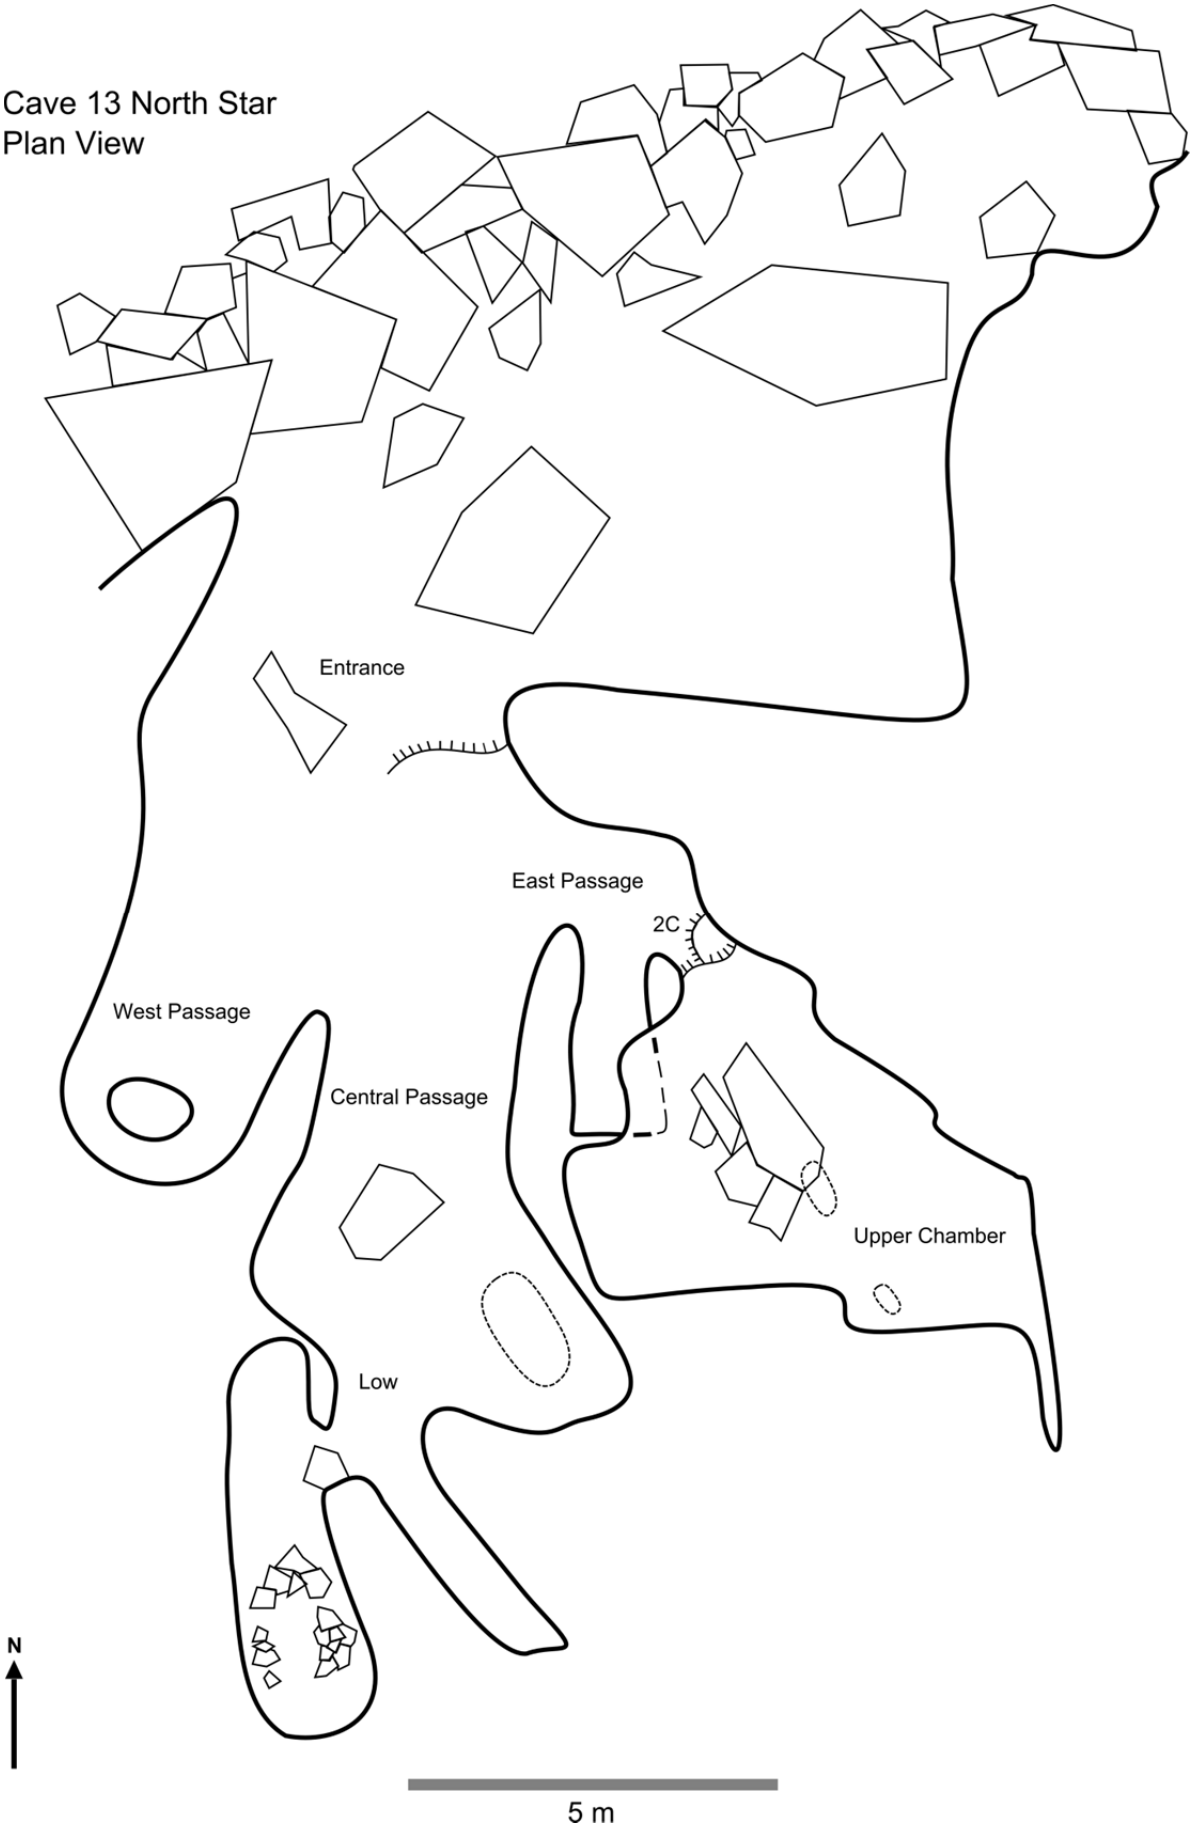 Cave 13 North Star
Plan View
Entrance
East Passage
2C
West Passage
Central Passage
Upper Chamber
Low
N
5 m